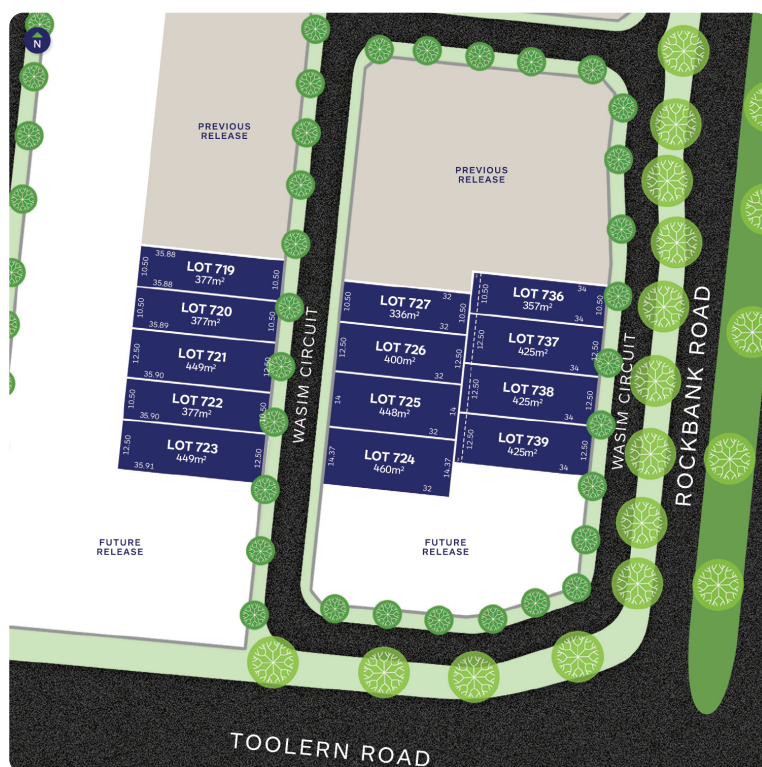 N
PREVIOUS
RELEASE
PREVIOUS
RELEASE
35.88
10.50
LOT 719
377m²
10.50
35.88
10.50
LOT 720
377m²
10.50
35.89
12.50
LOT 721
449m²
12.50
35.90
10.50
LOT 722
377m²
10.50
35.90
12.50
LOT 723
449m²
12.50
35.91
WASIM CIRCUIT
32
10.50
LOT 727
336m²
10.50
32
12.50
LOT 726
400m²
12.50
32
14
LOT 725
448m²
14
32
14.37
LOT 724
460m²
14.37
32
34
10.50
LOT 736
357m²
10.50
34
12.50
LOT 737
425m²
12.50
34
12.50
LOT 738
425m²
12.50
34
12.50
LOT 739
425m²
12.50
34
WASIM CIRCUIT
ROCKBANK ROAD
FUTURE
RELEASE
FUTURE
RELEASE
TOOLERN ROAD